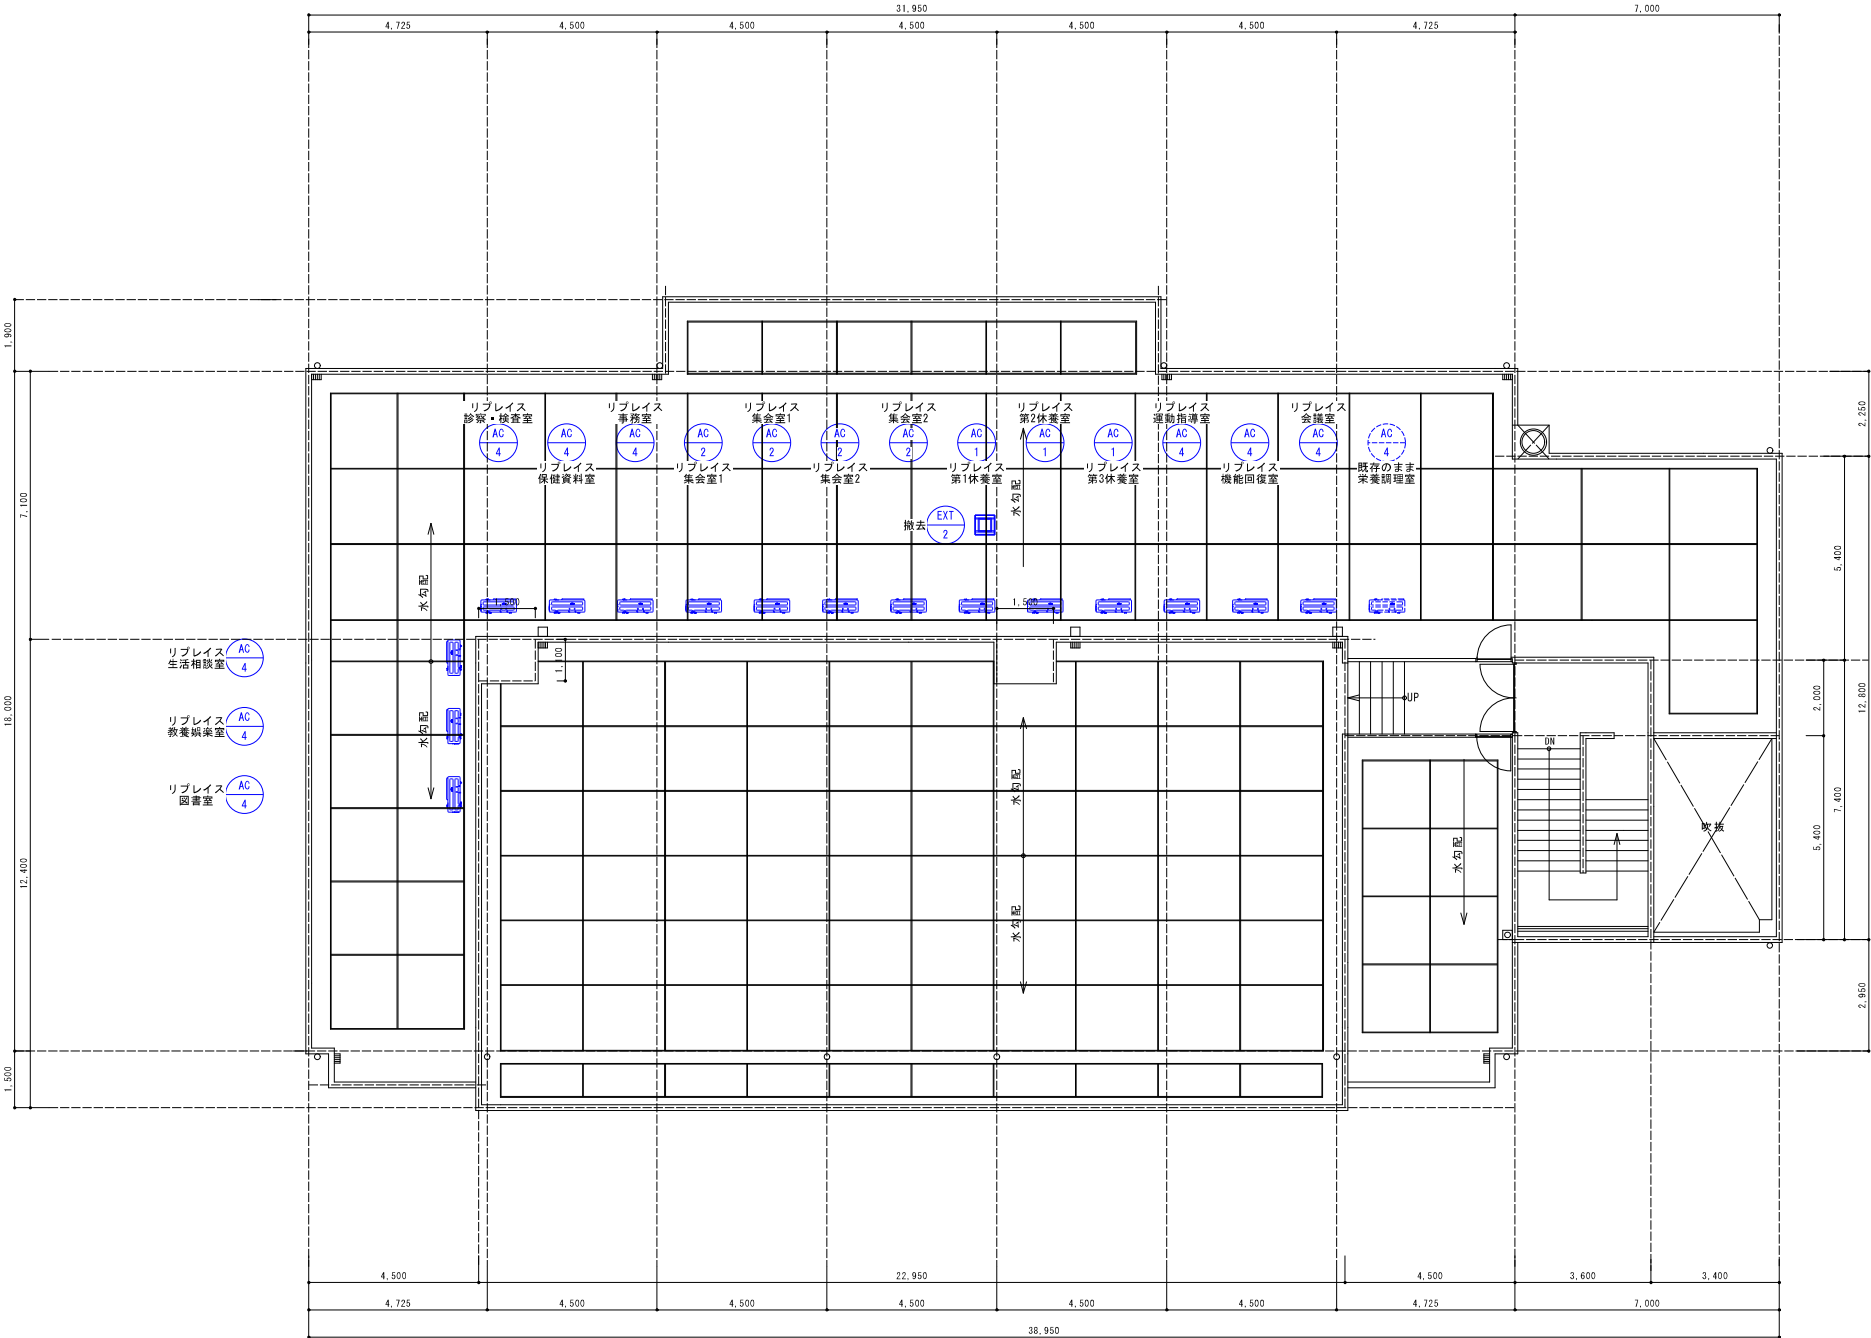 31,950
7,000
4,725
4,500
4,500
4,500
4,500
4,500
4,725
1,900
7,100
18,000
12,400
1,500
2,250
5,400
12,800
2,000
7,400
5,400
2,950
リプレイス
診察・検査室
リプレイス
事務室
リプレイス
集会室1
リプレイス
集会室2
リプレイス
第2休養室
リプレイス
運動指導室
リプレイス
会議室
AC
4
AC
4
AC
4
AC
2
AC
2
AC
2
AC
2
AC
1
AC
1
AC
1
AC
4
AC
4
AC
4
AC
4
リプレイス
保健資料室
リプレイス
集会室1
リプレイス
集会室2
リプレイス
第1休養室
リプレイス
第3休養室
リプレイス
機能回復室
既存のまま
栄養調理室
撤去
EXT
2
水勾配
水勾配
1,500
1,500
1,100
リプレイス
生活相談室
AC
4
リプレイス
教養娯楽室
AC
4
リプレイス
図書室
AC
4
水勾配
水勾配
水勾配
水勾配
UP
DN
吹抜
4,500
22,950
4,500
3,600
3,400
4,725
4,500
4,500
4,500
4,500
4,500
4,725
7,000
38,950